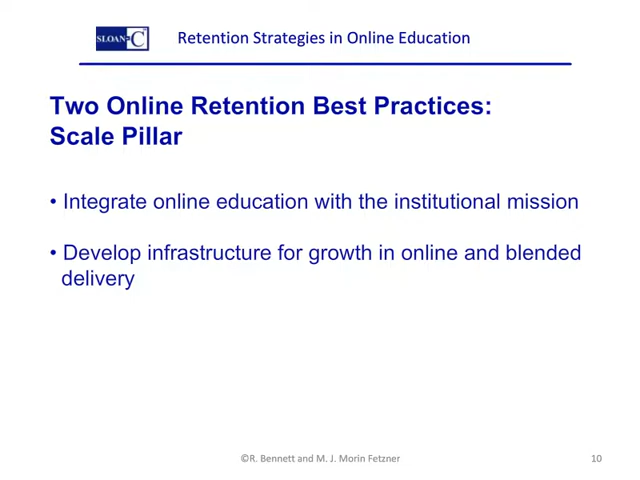 SLOAN-C
Retention Strategies in Online Education
Two Online Retention Best Practices:
Scale Pillar
• Integrate online education with the institutional mission
• Develop infrastructure for growth in online and blended
delivery
©R. Bennett and M. J. Morin Fetzner
10